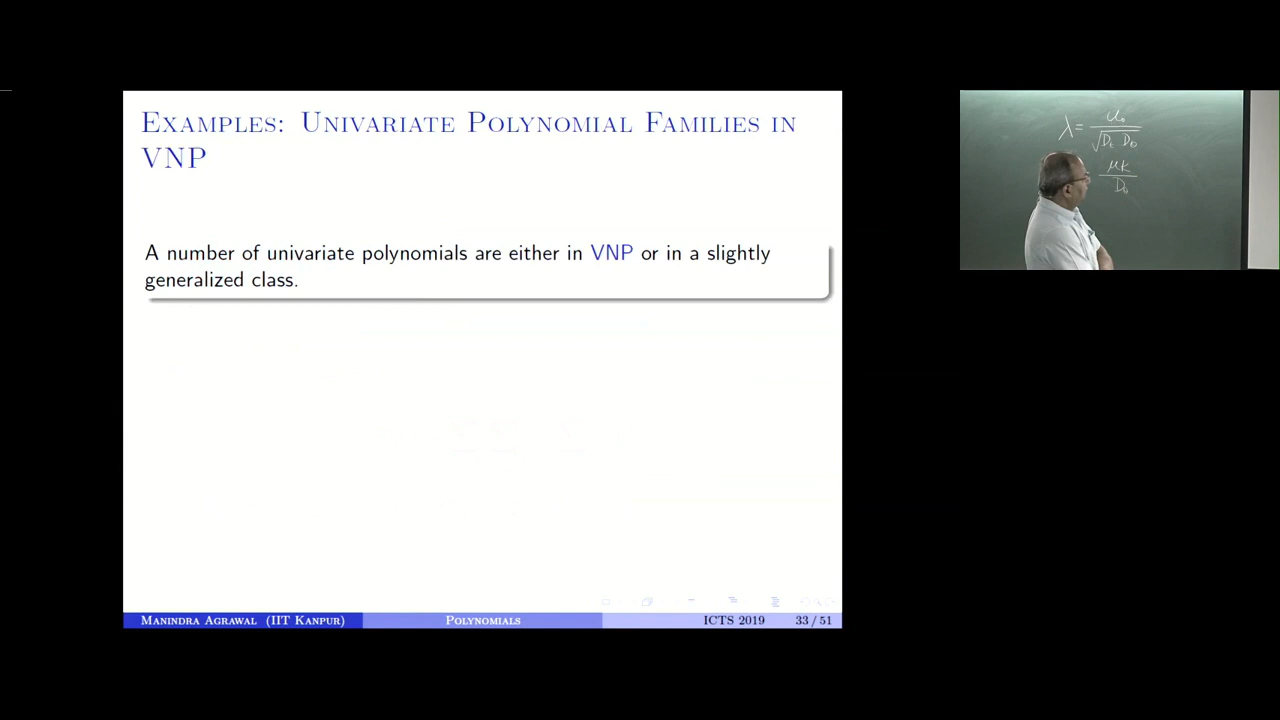 Examples: Univariate Polynomial Families in
VNP
A number of univariate polynomials are either in VNP or in a slightly
generalized class.
Manindra Agrawal (IIT Kanpur) Polynomials ICTS 2019 33 / 51
λ =
μk